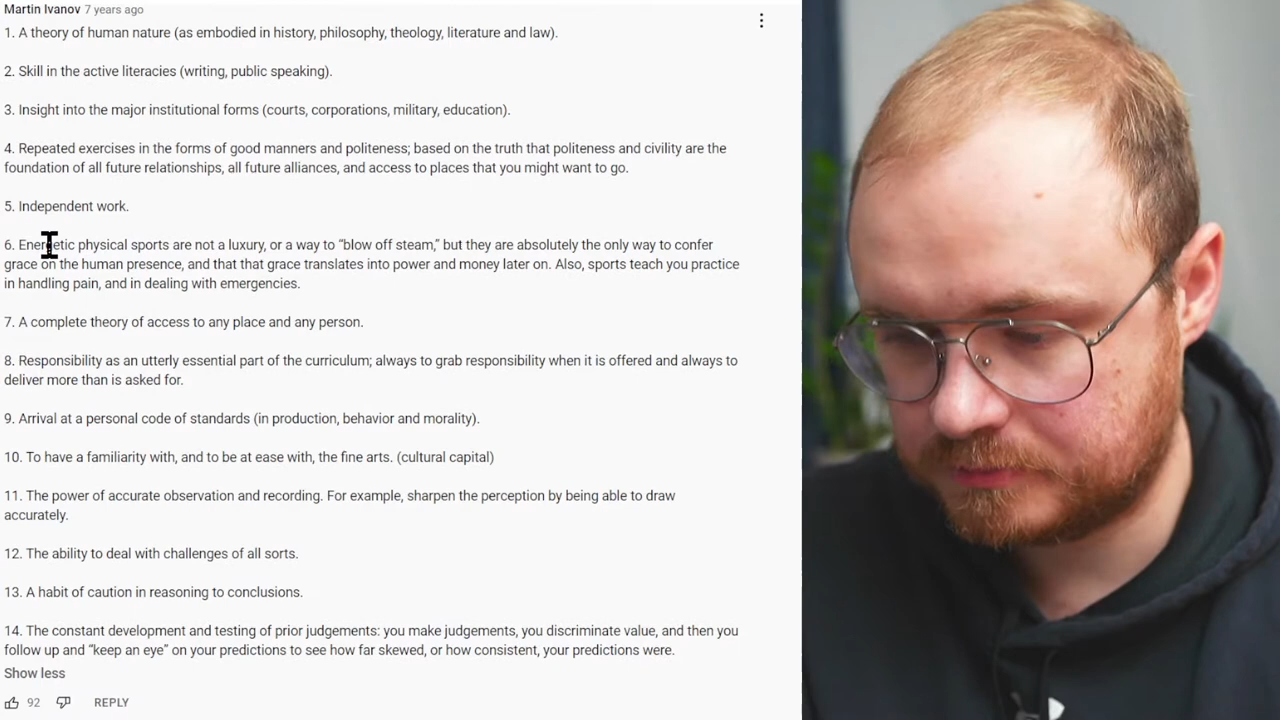 Martin Ivanov 7 years ago
1. A theory of human nature (as embodied in history, philosophy, theology, literature and law).
2. Skill in the active literacies (writing, public speaking).
3. Insight into the major institutional forms (courts, corporations, military, education).
4. Repeated exercises in the forms of good manners and politeness; based on the truth that politeness and civility are the
foundation of all future relationships, all future alliances, and access to places that you might want to go.
5. Independent work.
6. Energetic physical sports are not a luxury, or a way to “blow off steam,” but they are absolutely the only way to confer
grace on the human presence, and that that grace translates into power and money later on. Also, sports teach you practice
in handling pain, and in dealing with emergencies.
7. A complete theory of access to any place and any person.
8. Responsibility as an utterly essential part of the curriculum; always to grab responsibility when it is offered and always to
deliver more than is asked for.
9. Arrival at a personal code of standards (in production, behavior and morality).
10. To have a familiarity with, and to be at ease with, the fine arts. (cultural capital)
11. The power of accurate observation and recording. For example, sharpen the perception by being able to draw
accurately.
12. The ability to deal with challenges of all sorts.
13. A habit of caution in reasoning to conclusions.
14. The constant development and testing of prior judgements: you make judgements, you discriminate value, and then you
follow up and “keep an eye” on your predictions to see how far skewed, or how consistent, your predictions were.
Show less
92 REPLY